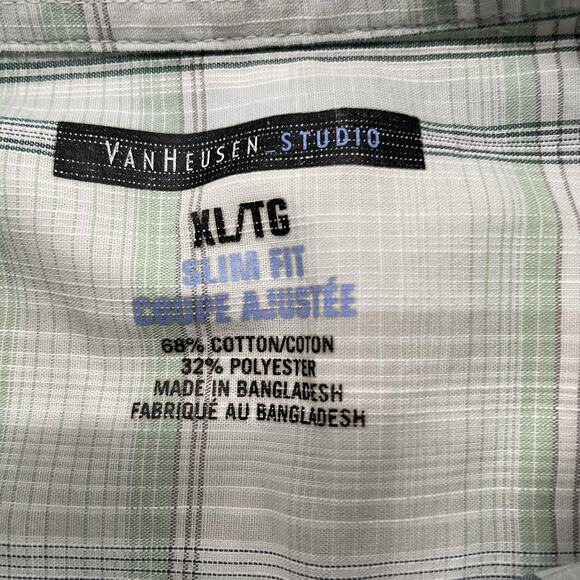 VANHEUSEN_STUDIO
XL/TG
SLIM FIT
COUPE AJUSTÉE
68% COTTON/COTON
32% POLYESTER
MADE IN BANGLADESH
FABRIQUÉ AU BANGLADESH